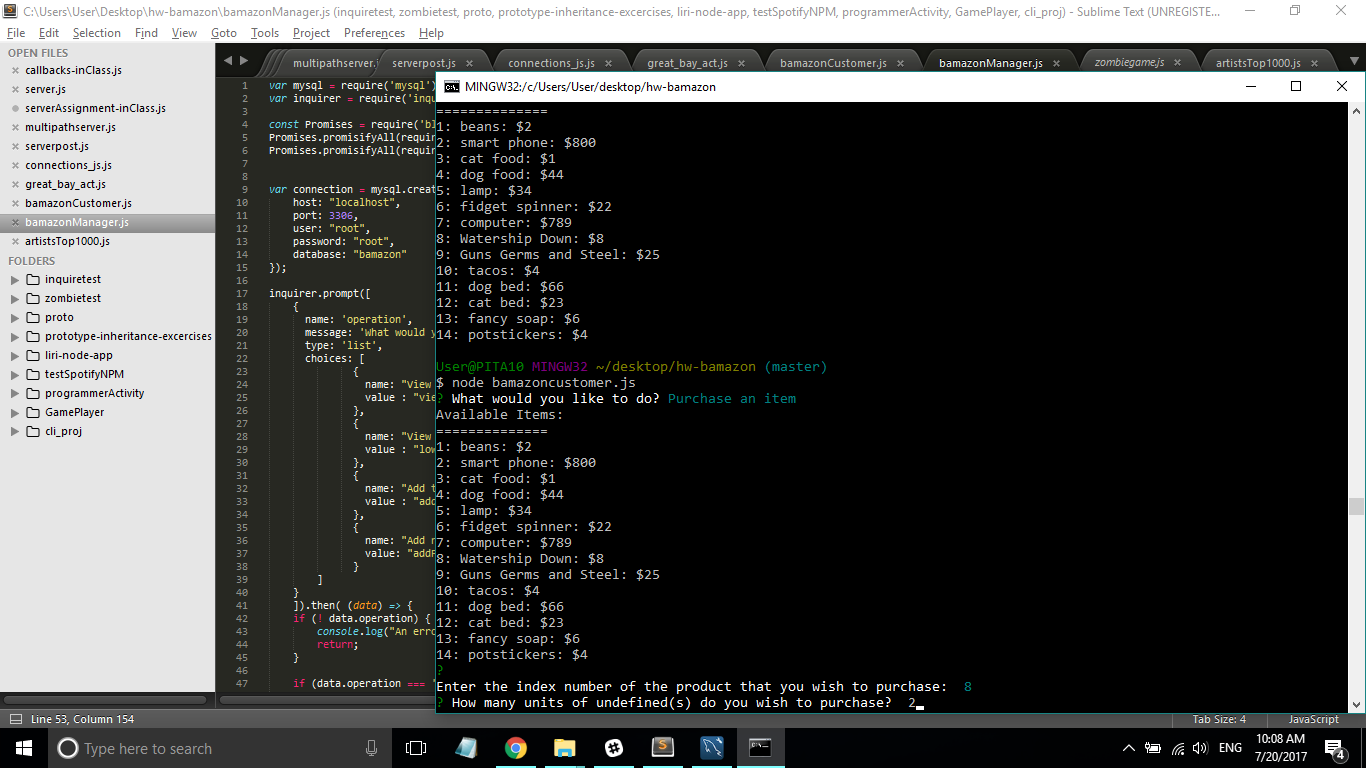 C:\Users\User\Desktop\hw-bamazon\bamazonManager.js (inquiretest, zombietest, proto, prototype-inheritance-excercises, liri-node-app, testSpotifyNPM, programmerActivity, GamePlayer, cli_proj) - Sublime Text (UNREGISTE...
File Edit Selection Find View Goto Tools Project Preferences Help
OPEN FILES
callbacks-inClass.js
server.js
serverAssignment-inClass.js
multipathserver.js
serverpost.js
connections_js.js
great_bay_act.js
bamazonCustomer.js
bamazonManager.js
artistsTop1000.js
FOLDERS
inquiretest
zombietest
proto
prototype-inheritance-excercises
liri-node-app
testSpotifyNPM
programmerActivity
GamePlayer
cli_proj
multipathserver.j serverpost.js connections_js.js great_bay_act.js bamazonCustomer.js bamazonManager.js zombiegame.js artistsTop1000.js
1 var mysql = require('mysql')
2 var inquirer = require('inqu
3
4 const Promises = require('bl
5 Promises.promisifyAll(requir
6 Promises.promisifyAll(requir
7
8
9 var connection = mysql.creat
10 host: "localhost",
11 port: 3306,
12 user: "root",
13 password: "root",
14 database: "bamazon"
15 });
16
17 inquirer.prompt([
18 {
19 name: 'operation',
20 message: 'What would y
21 type: 'list',
22 choices: [
23 {
24 name: "View
25 value : "vie
26 },
27 {
28 name: "View
29 value : "low
30 },
31 {
32 name: "Add t
33 value : "add
34 },
35 {
36 name: "Add n
37 value: "addP
38 }
39 ]
40 }
41 ]).then( (data) => {
42 if (! data.operation) {
43 console.log("An erro
44 return;
45 }
46
47 if (data.operation === '
MINGW32:/c/Users/User/desktop/hw-bamazon
==============
1: beans: $2
2: smart phone: $800
3: cat food: $1
4: dog food: $44
5: lamp: $34
6: fidget spinner: $22
7: computer: $789
8: Watership Down: $8
9: Guns Germs and Steel: $25
10: tacos: $4
11: dog bed: $66
12: cat bed: $23
13: fancy soap: $6
14: potstickers: $4
User@PITA10 MINGW32 ~/desktop/hw-bamazon (master)
$ node bamazoncustomer.js
? What would you like to do? Purchase an item
Available Items:
==============
1: beans: $2
2: smart phone: $800
3: cat food: $1
4: dog food: $44
5: lamp: $34
6: fidget spinner: $22
7: computer: $789
8: Watership Down: $8
9: Guns Germs and Steel: $25
10: tacos: $4
11: dog bed: $66
12: cat bed: $23
13: fancy soap: $6
14: potstickers: $4
?
Enter the index number of the product that you wish to purchase: 8
? How many units of undefined(s) do you wish to purchase? 2
Line 53, Column 154 Tab Size: 4 JavaScript
Type here to search
ENG
10:08 AM
7/20/2017
4